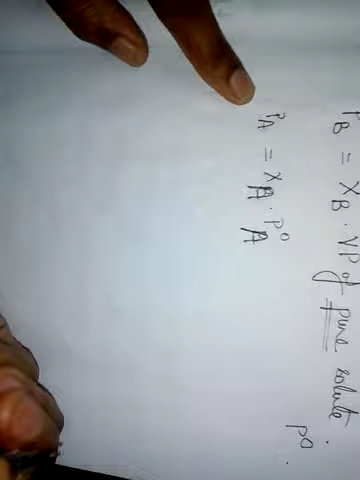 P_B = X_B · VP of pure solute
P°
P_A = X_A · P°_A